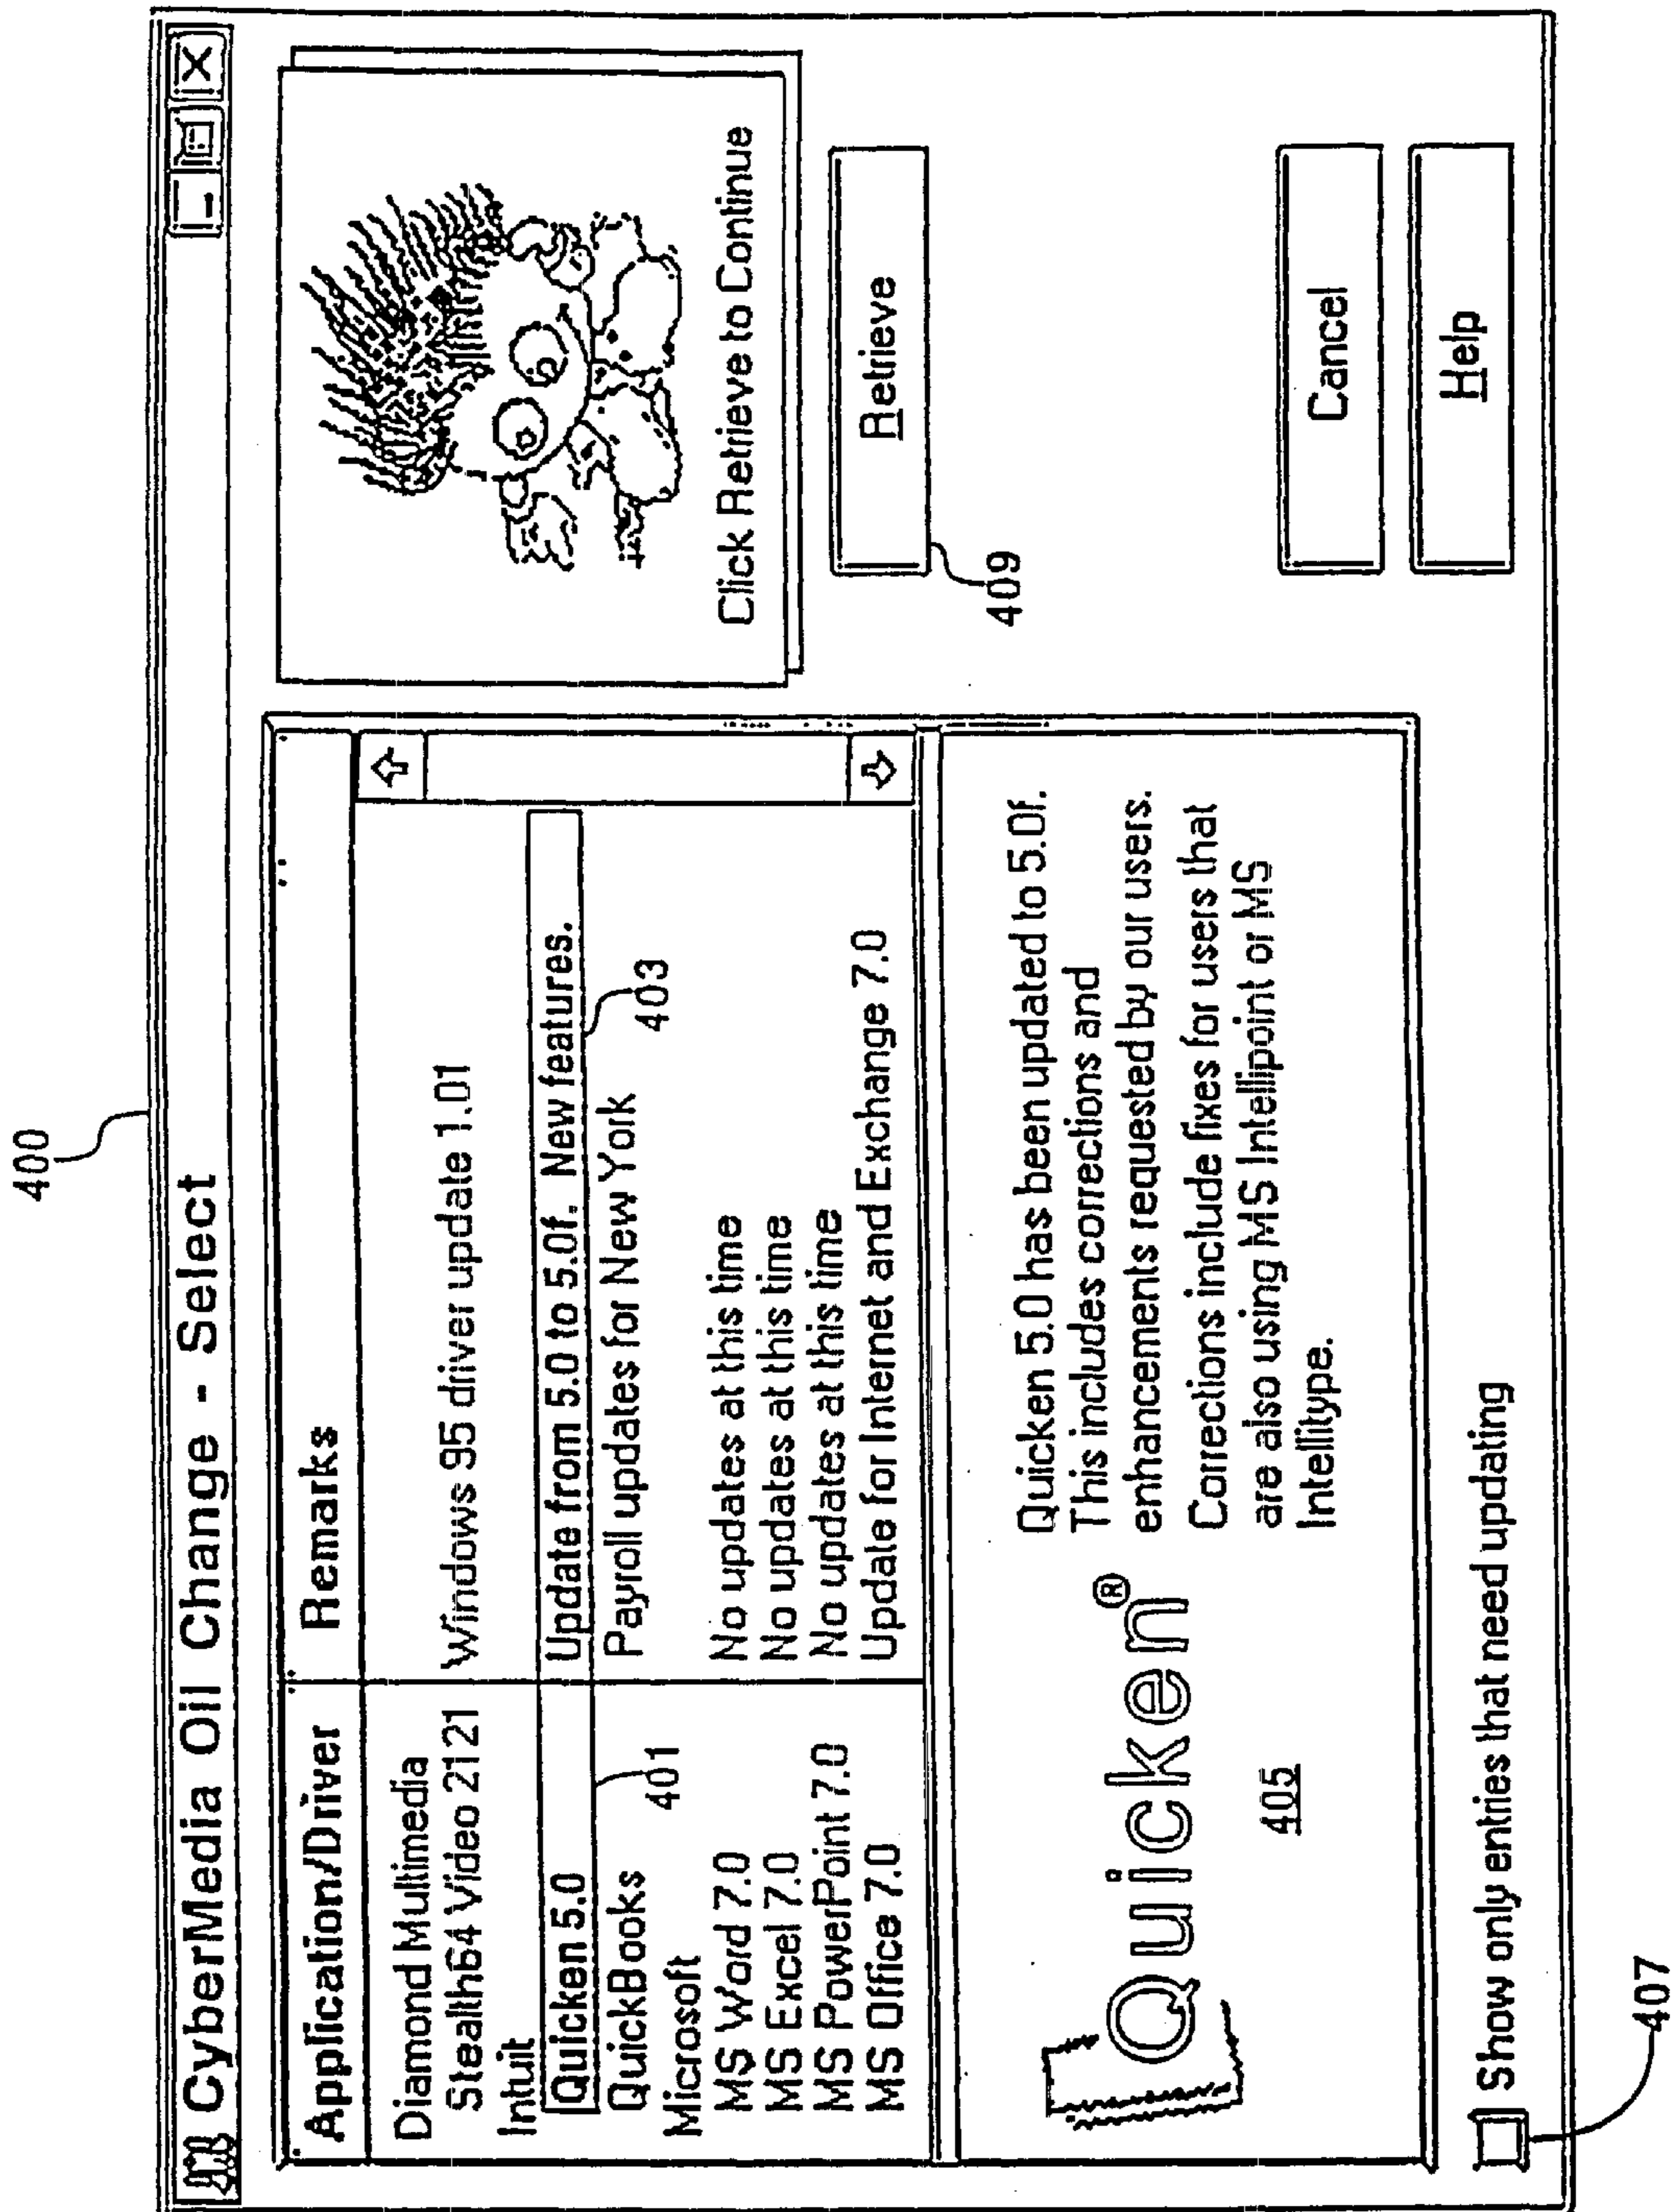 400
CyberMedia Oil Change - Select
Application/Driver Remarks
Diamond Multimedia
Stealth64 Video 2121 Windows 95 driver update 1.01
Intuit
Quicken 5.0 Update from 5.0 to 5.0f. New features.
QuickBooks Payroll updates for New York
401
403
Microsoft
MS Word 7.0 No updates at this time
MS Excel 7.0 No updates at this time
MS PowerPoint 7.0 No updates at this time
MS Office 7.0 Update for Internet and Exchange 7.0
Quicken®
405
Quicken 5.0 has been updated to 5.0f.
This includes corrections and
enhancements requested by our users.
Corrections include fixes for users that
are also using MS Intellipoint or MS
Intellitype.
Show only entries that need updating
407
Click Retrieve to Continue
Retrieve
409
Cancel
Help